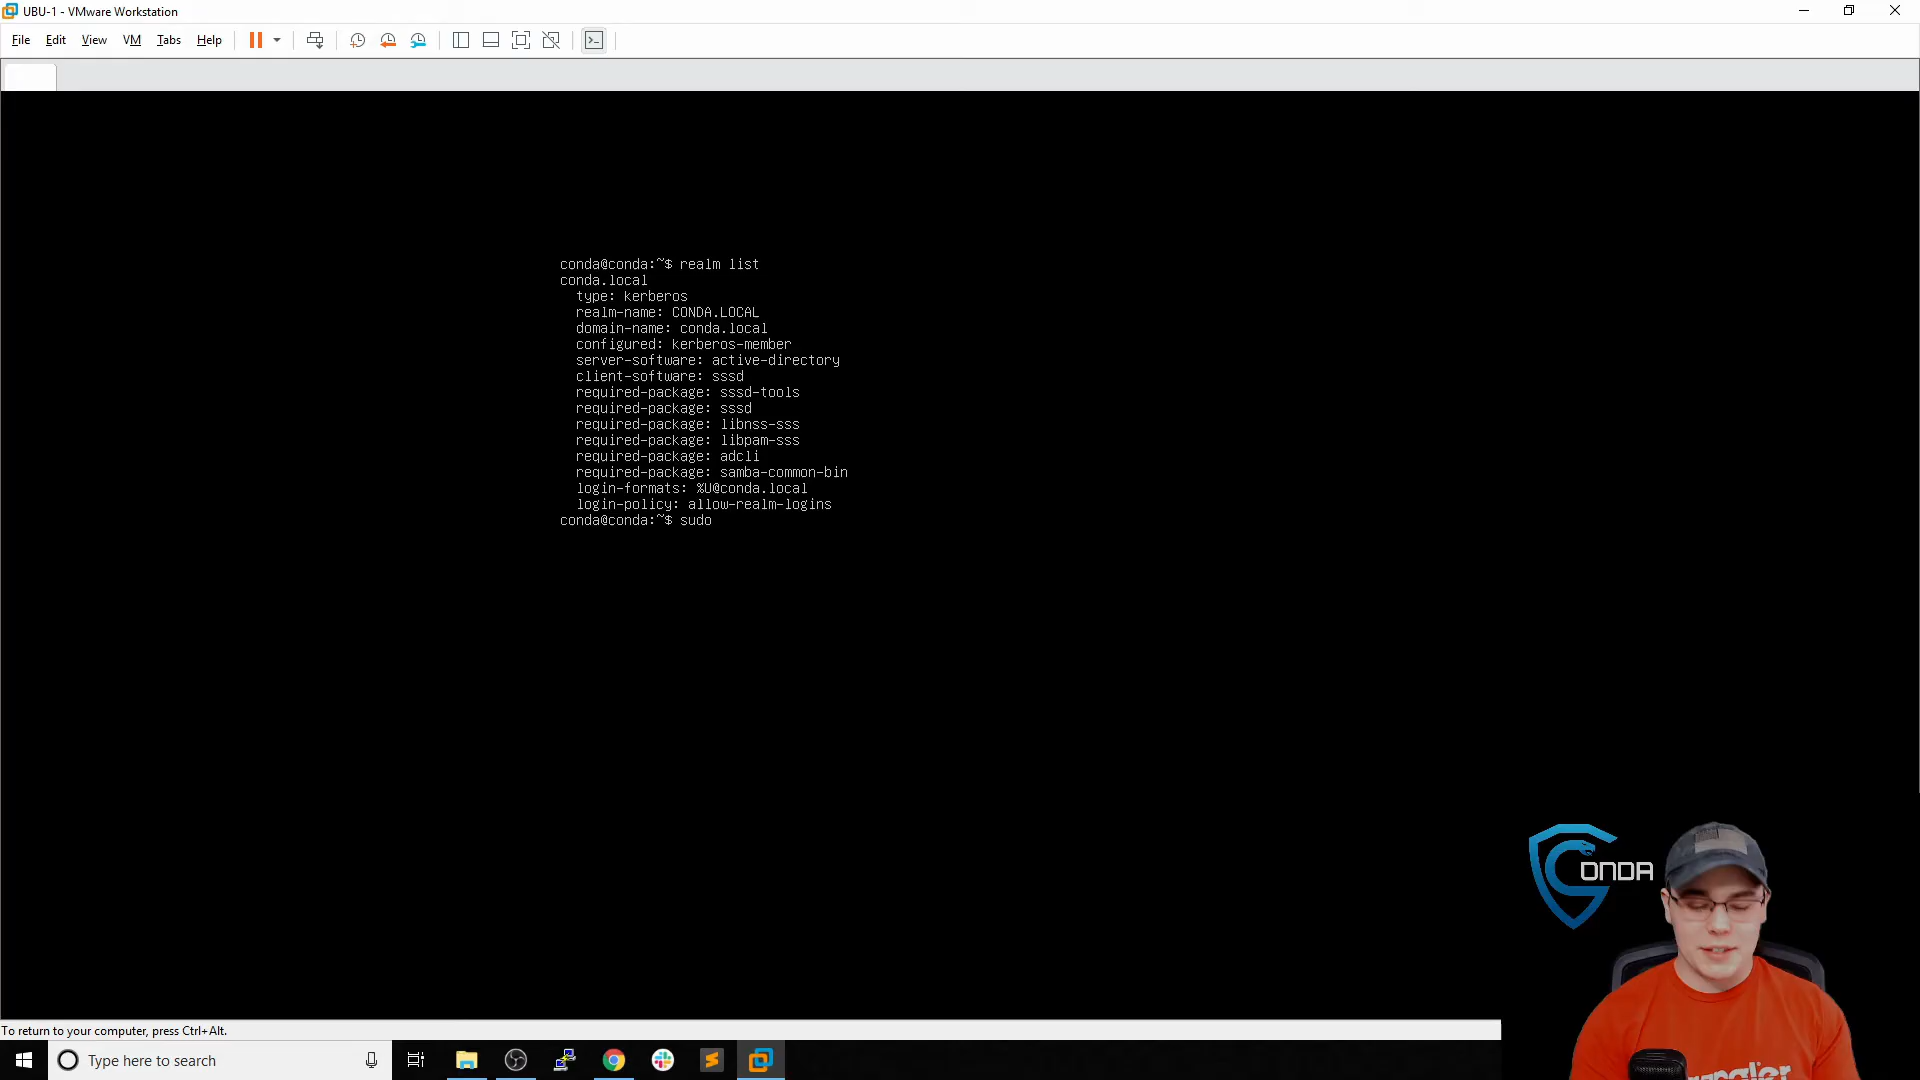 UBU-1 - VMware Workstation
File Edit View VM Tabs Help
conda@conda:~$ realm list
conda.local
type: kerberos
realm-name: CONDA.LOCAL
domain-name: conda.local
configured: kerberos-member
server-software: active-directory
client-software: sssd
required-package: sssd-tools
required-package: sssd
required-package: libnss-sss
required-package: libpam-sss
required-package: adcli
required-package: samba-common-bin
login-formats: %U@conda.local
login-policy: allow-realm-logins
conda@conda:~$ sudo
CONDA
To return to your computer, press Ctrl+Alt.
Type here to search